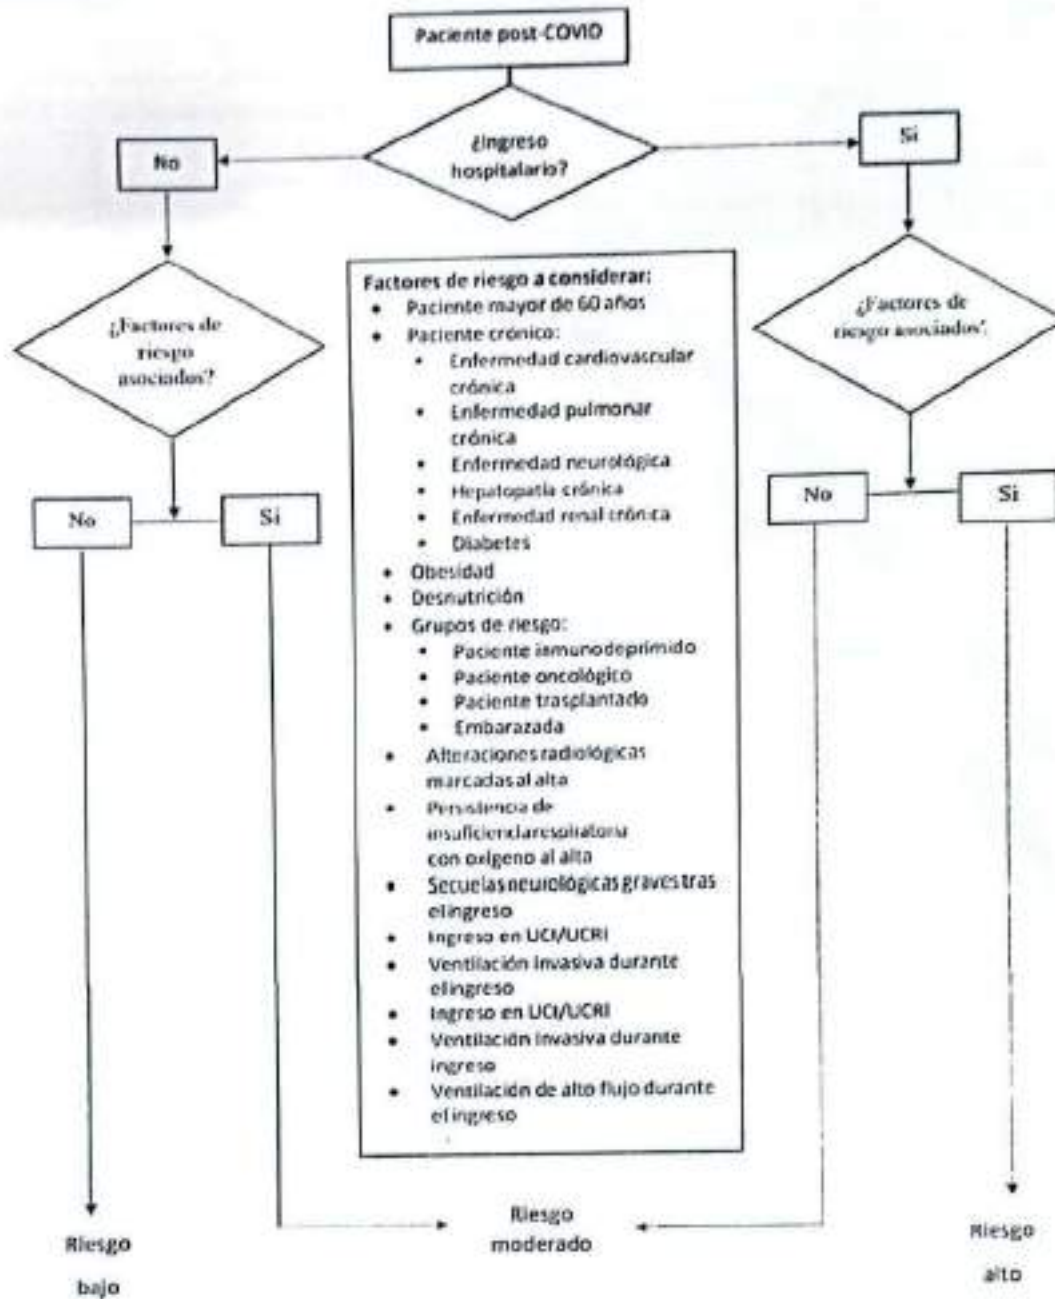 Paciente post-COVID
¿Ingreso
hospitalario?
No
Si
¿Factores de
riesgo
asociados?
¿Factores de
riesgo asociados?
Factores de riesgo a considerar:
• Paciente mayor de 60 años
• Paciente crónico:
• Enfermedad cardiovascular
crónica
• Enfermedad pulmonar
crónica
• Enfermedad neurológica
• Hepatopatía crónica
• Enfermedad renal crónica
• Diabetes
• Obesidad
• Desnutrición
• Grupos de riesgo:
• Paciente inmunodeprimido
• Paciente oncológico
• Paciente trasplantado
• Embarazada
• Alteraciones radiológicas
marcadas al alta
• Persistencia de
insuficiencia respiratoria
con oxígeno al alta
• Secuelas neurológicas graves tras
el ingreso
• Ingreso en UCI/UCRI
• Ventilación invasiva durante
el ingreso
• Ingreso en UCI/UCRI
• Ventilación invasiva durante
ingreso
• Ventilación de alto flujo durante
el ingreso
No
Si
No
Si
Riesgo
bajo
Riesgo
moderado
Riesgo
alto